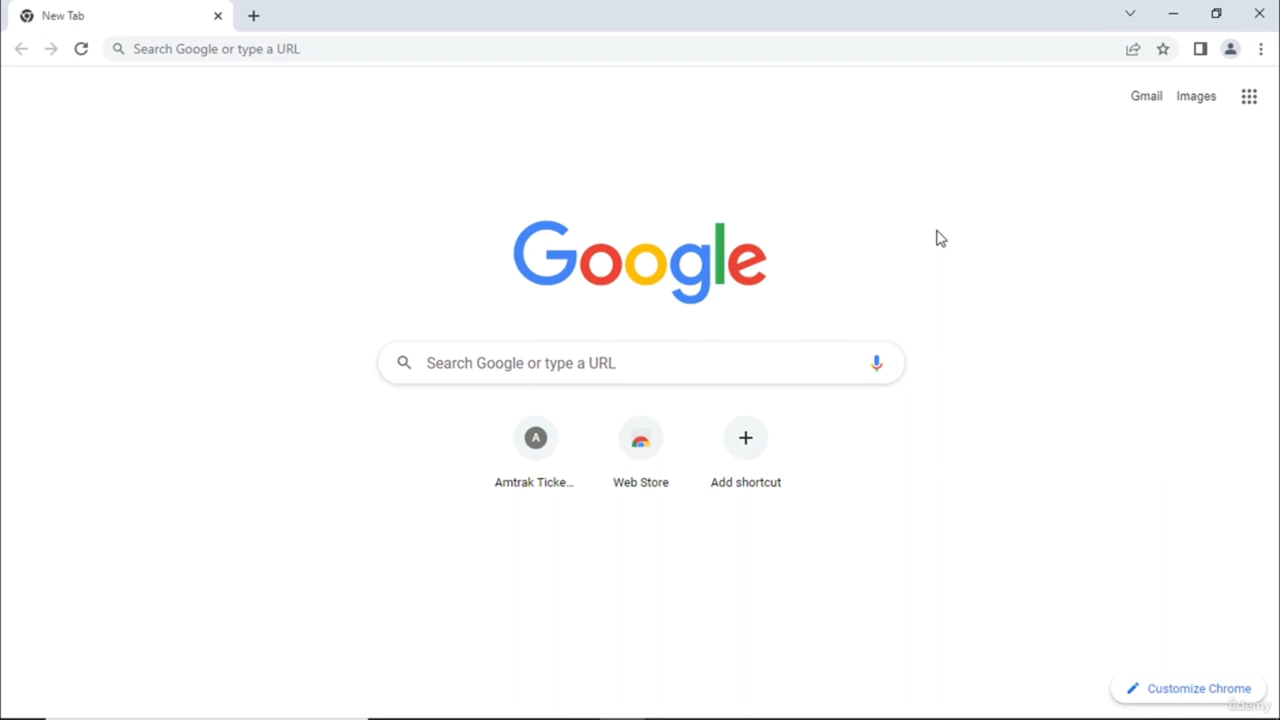 New Tab
Search Google or type a URL
Gmail Images
Google
Search Google or type a URL
A
Amtrak Ticke... Web Store Add shortcut
Customize Chrome
ûdemy